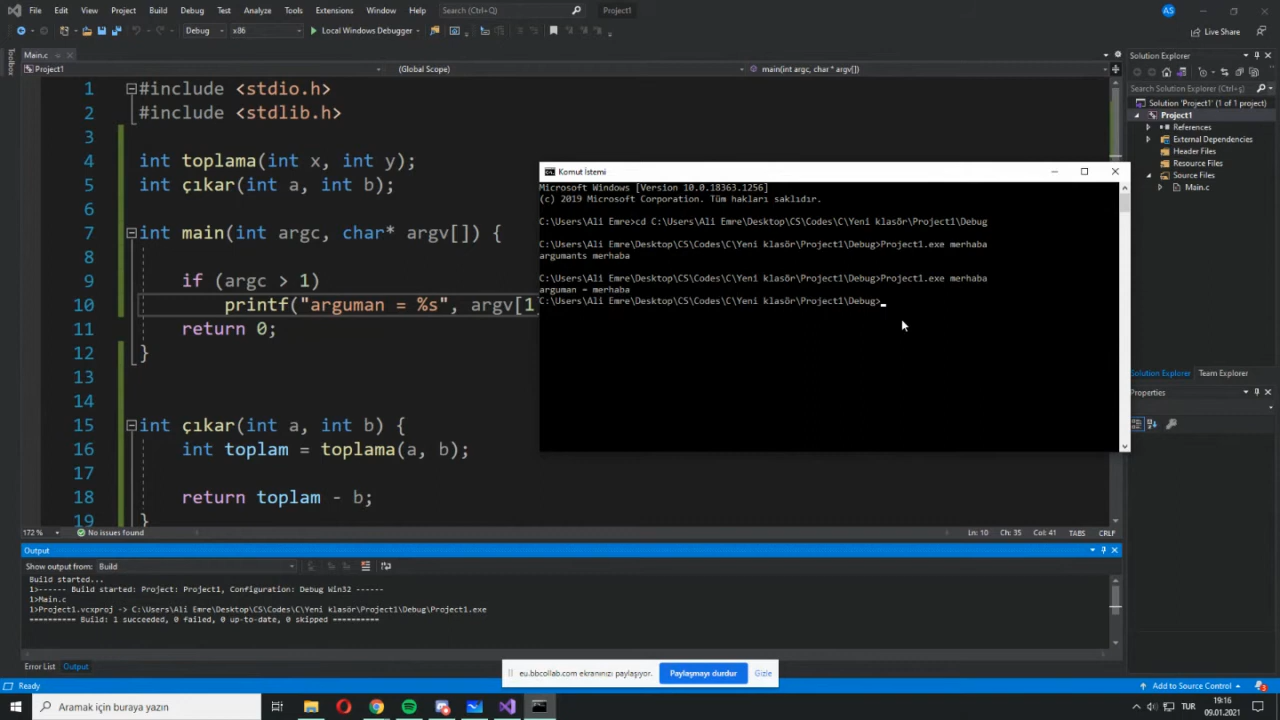 File Edit View Project Build Debug Test Analyze Tools Extensions Window Help Search (Ctrl+Q) Project1 AS
Debug x86 Local Windows Debugger Live Share
Toolbox
Main.c
Project1 (Global Scope) main(int argc, char * argv[])
1 #include <stdio.h>
2 #include <stdlib.h>
3
4 int toplama(int x, int y);
5 int çıkar(int a, int b);
6
7 int main(int argc, char* argv[]) {
8
9 if (argc > 1)
10 printf("arguman = %s", argv[1
11 return 0;
12 }
13
14
15 int çıkar(int a, int b) {
16 int toplam = toplama(a, b);
17
18 return toplam - b;
19 }
172 % No issues found Ln: 10 Ch: 35 Col: 41 TABS CRLF
Komut İstemi
Microsoft Windows [Version 10.0.18363.1256]
(c) 2019 Microsoft Corporation. Tüm hakları saklıdır.
C:\Users\Ali Emre>cd C:\Users\Ali Emre\Desktop\CS\Codes\C\Yeni klasör\Project1\Debug
C:\Users\Ali Emre\Desktop\CS\Codes\C\Yeni klasör\Project1\Debug>Project1.exe merhaba
argumants merhaba
C:\Users\Ali Emre\Desktop\CS\Codes\C\Yeni klasör\Project1\Debug>Project1.exe merhaba
arguman = merhaba
C:\Users\Ali Emre\Desktop\CS\Codes\C\Yeni klasör\Project1\Debug>_
Solution Explorer
Search Solution Explorer (Ctrl+ş)
Solution 'Project1' (1 of 1 project)
Project1
References
External Dependencies
Header Files
Resource Files
Source Files
Main.c
Solution Explorer Team Explorer
Properties
Output
Show output from: Build
Build started...
1>------ Build started: Project: Project1, Configuration: Debug Win32 ------
1>Main.c
1>Project1.vcxproj -> C:\Users\Ali Emre\Desktop\CS\Codes\C\Yeni klasör\Project1\Debug\Project1.exe
========== Build: 1 succeeded, 0 failed, 0 up-to-date, 0 skipped ==========
Error List Output
eu.bbcollab.com ekranınızı paylaşıyor. Paylaşmayı durdur Gizle
Ready Add to Source Control
Aramak için buraya yazın TUR 19:16
09.01.2021